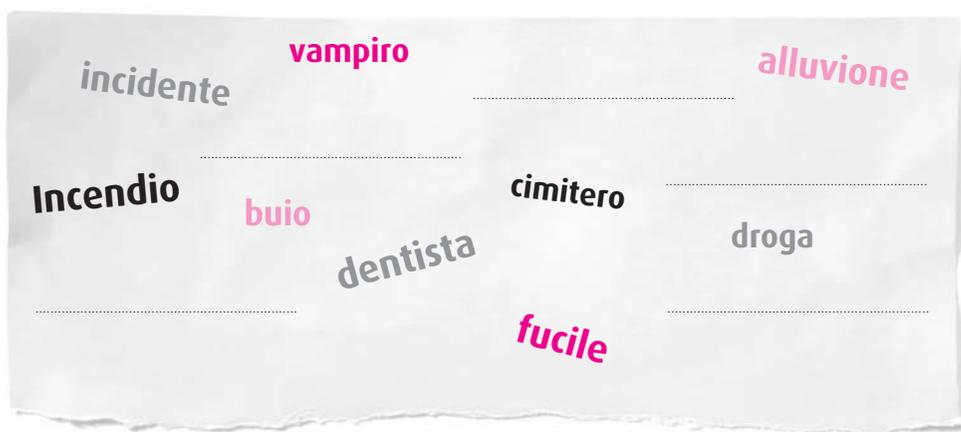 vampiro
alluvione
incidente
Incendio
cimitero
buio
droga
dentista
fucile